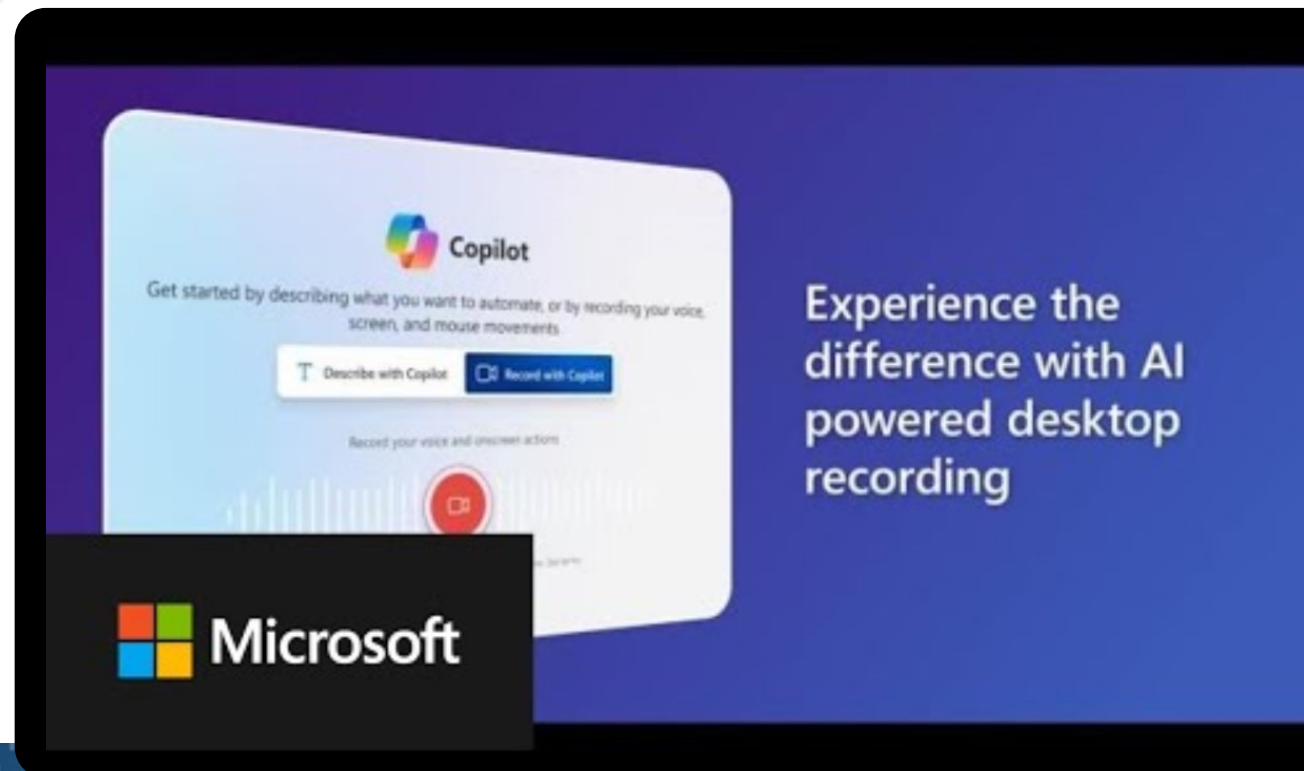 Copilot
Get started by describing what you want to automate, or by recording your voice,
screen, and mouse movements
Describe with Copilot
Record with Copilot
Record your voice and onscreen actions
Microsoft
Experience the
difference with AI
powered desktop
recording